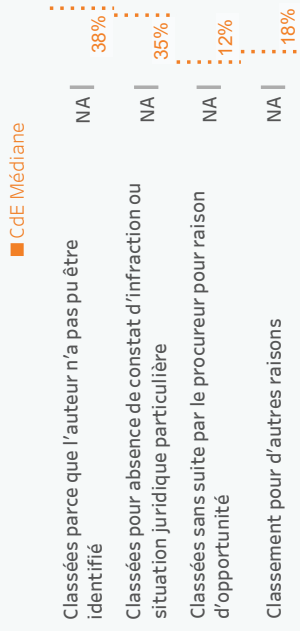 CdE Médiane
Classées parce que l'auteur n'a pas pu être
identifié
NA
38%
Classées pour absence de constat d'infraction ou
situation juridique particulière
NA
35%
Classées sans suite par le procureur pour raison
d'opportunité
NA
12%
Classement pour d'autres raisons
NA
18%